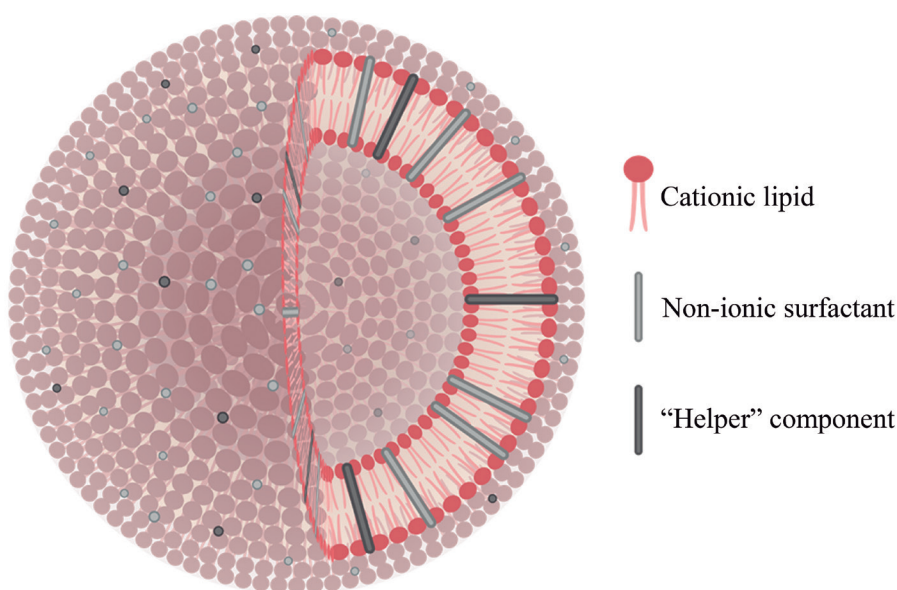 Cationic lipid
Non-ionic surfactant
“Helper” component